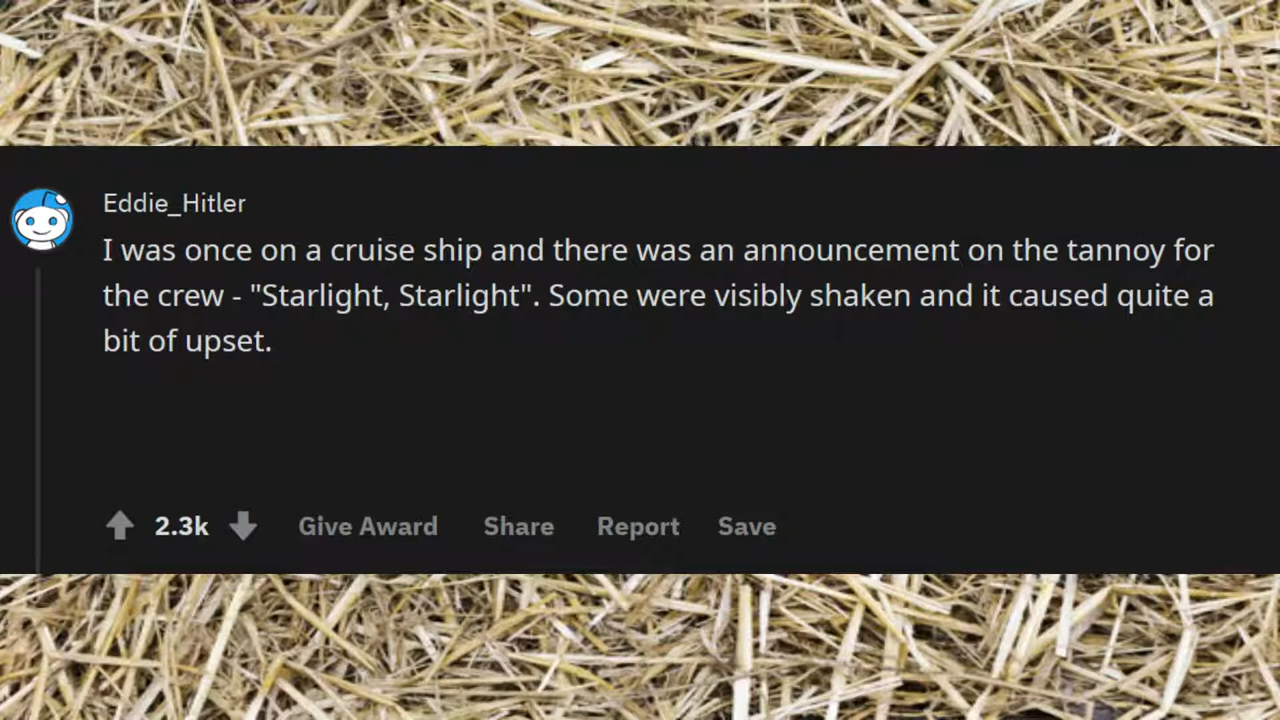 Eddie_Hitler
I was once on a cruise ship and there was an announcement on the tannoy for
the crew - "Starlight, Starlight". Some were visibly shaken and it caused quite a
bit of upset.
2.3k Give Award Share Report Save